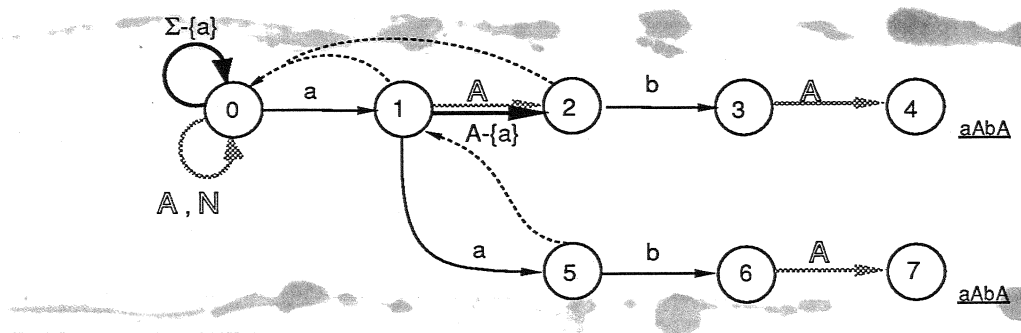 Σ-{a}
0 a 1 A 2 b 3 A 4
A-{a}
aAbA
A , N
a 5 b 6 A 7
aAbA